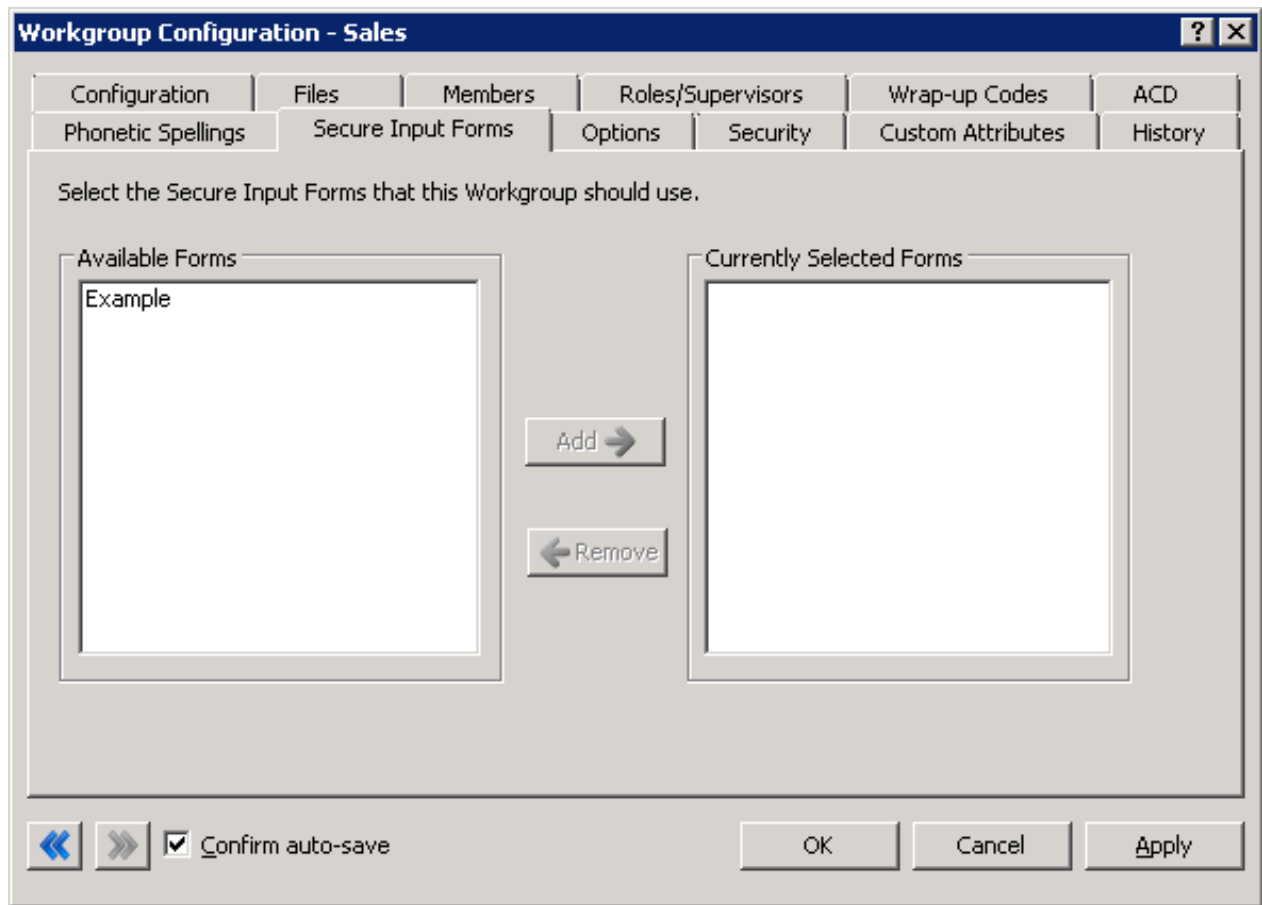 Workgroup Configuration - Sales
Configuration Files Members Roles/Supervisors Wrap-up Codes ACD
Phonetic Spellings Secure Input Forms Options Security Custom Attributes History
Select the Secure Input Forms that this Workgroup should use.
Available Forms Currently Selected Forms
Example
Add
Remove
Confirm auto-save OK Cancel Apply